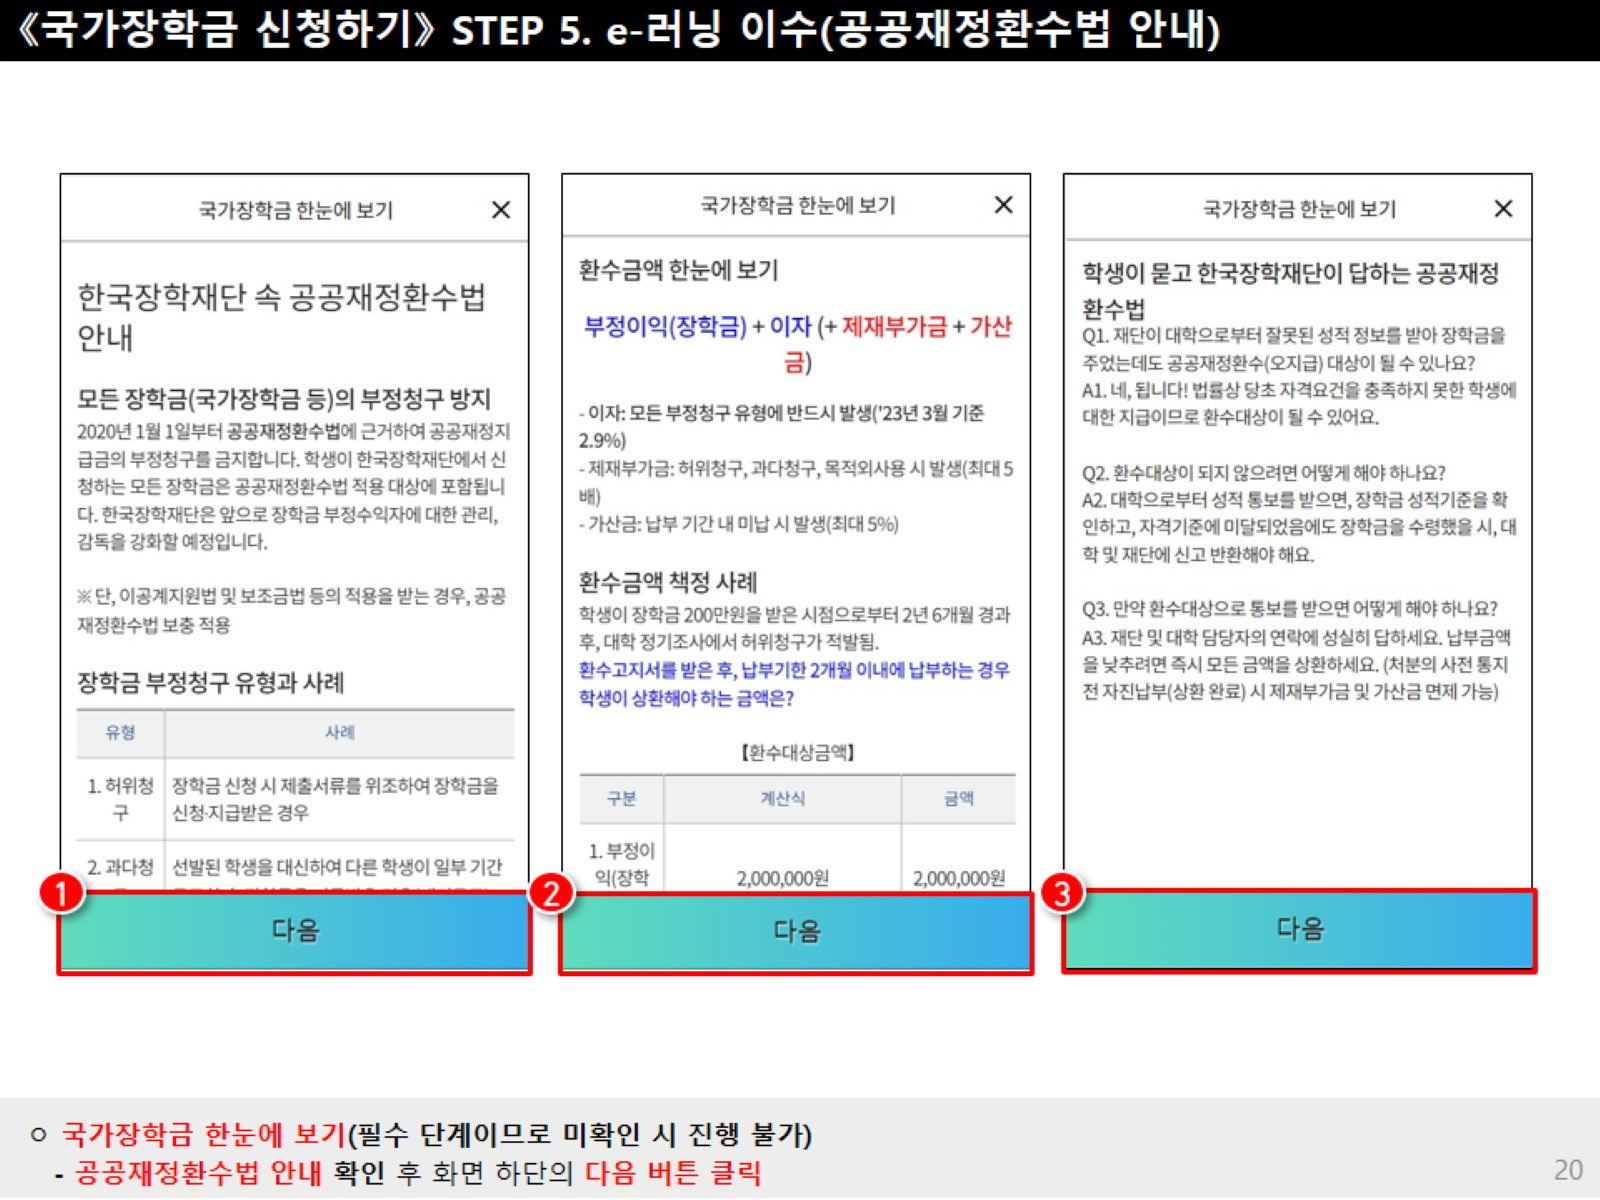 《국가장학금 신청하기》 STEP 5. e-러닝 이수(공공재정환수법 안내)
국가장학금 한눈에 보기 ×
한국장학재단 속 공공재정환수법
안내
모든 장학금(국가장학금 등)의 부정청구 방지
2020년 1월 1일부터 공공재정환수법에 근거하여 공공재정지
급금의 부정청구를 금지합니다. 학생이 한국장학재단에서 신
청하는 모든 장학금은 공공재정환수법 적용 대상에 포함됩니
다. 한국장학재단은 앞으로 장학금 부정수익자에 대한 관리,
감독을 강화할 예정입니다.
※ 단, 이공계지원법 및 보조금법 등의 적용을 받는 경우, 공공
재정환수법 보충 적용
장학금 부정청구 유형과 사례
유형 사례
1. 허위청 장학금 신청 시 제출서류를 위조하여 장학금을
구 신청·지급받은 경우
2. 과다청 선발된 학생을 대신하여 다른 학생이 일부 기간
1
다음
국가장학금 한눈에 보기 ×
환수금액 한눈에 보기
부정이익(장학금) + 이자 (+ 제재부가금 + 가산
금)
- 이자: 모든 부정청구 유형에 반드시 발생('23년 3월 기준
2.9%)
- 제재부가금: 허위청구, 과다청구, 목적외사용 시 발생(최대 5
배)
- 가산금: 납부 기간 내 미납 시 발생(최대 5%)
환수금액 책정 사례
학생이 장학금 200만원을 받은 시점으로부터 2년 6개월 경과
후, 대학 정기조사에서 허위청구가 적발됨.
환수고지서를 받은 후, 납부기한 2개월 이내에 납부하는 경우
학생이 상환해야 하는 금액은?
【환수대상금액】
구분 계산식 금액
1. 부정이
익(장학 2,000,000원 2,000,000원
2
다음
국가장학금 한눈에 보기 ×
학생이 묻고 한국장학재단이 답하는 공공재정
환수법
Q1. 재단이 대학으로부터 잘못된 성적 정보를 받아 장학금을
주었는데도 공공재정환수(오지급) 대상이 될 수 있나요?
A1. 네, 됩니다! 법률상 당초 자격요건을 충족하지 못한 학생에
대한 지급이므로 환수대상이 될 수 있어요.
Q2. 환수대상이 되지 않으려면 어떻게 해야 하나요?
A2. 대학으로부터 성적 통보를 받으면, 장학금 성적기준을 확
인하고, 자격기준에 미달되었음에도 장학금을 수령했을 시, 대
학 및 재단에 신고 반환해야 해요.
Q3. 만약 환수대상으로 통보를 받으면 어떻게 해야 하나요?
A3. 재단 및 대학 담당자의 연락에 성실히 답하세요. 납부금액
을 낮추려면 즉시 모든 금액을 상환하세요. (처분의 사전 통지
전 자진납부(상환 완료) 시 제재부가금 및 가산금 면제 가능)
3
다음
○ 국가장학금 한눈에 보기(필수 단계이므로 미확인 시 진행 불가)
- 공공재정환수법 안내 확인 후 화면 하단의 다음 버튼 클릭
20